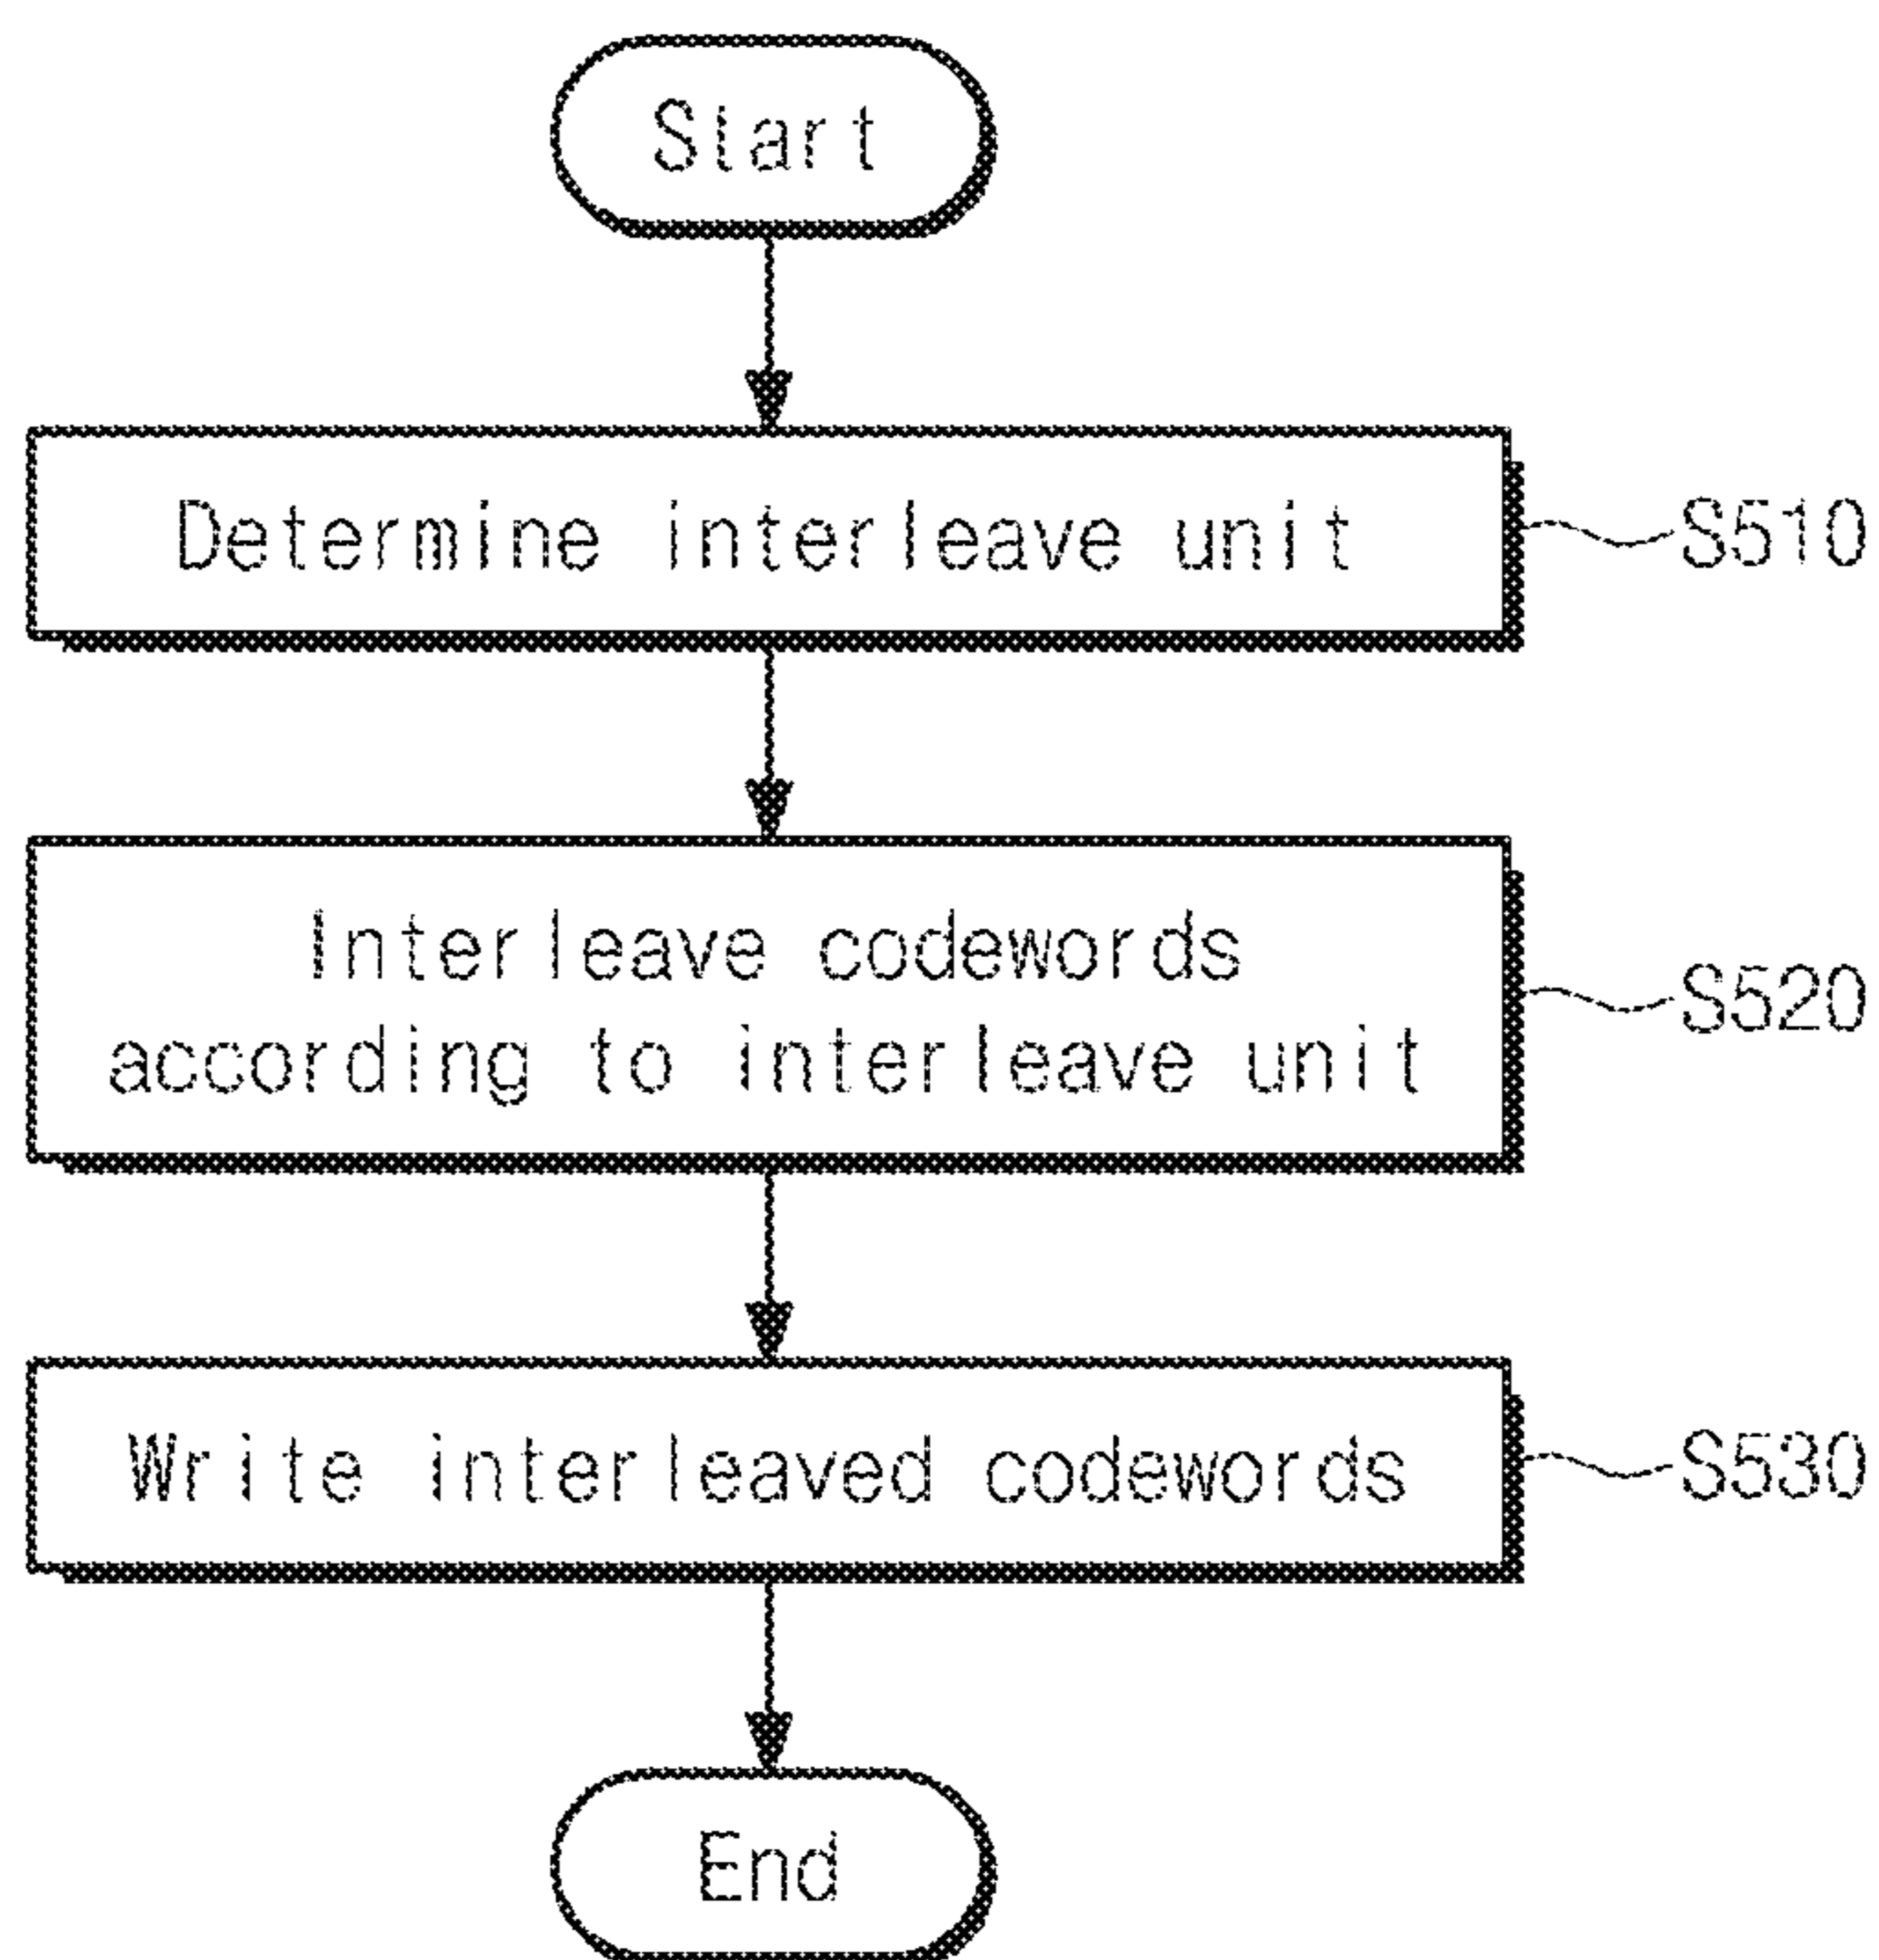 Start
Determine interleave unit
S510
Interleave codewords
according to interleave unit
S520
Write interleaved codewords
S530
End